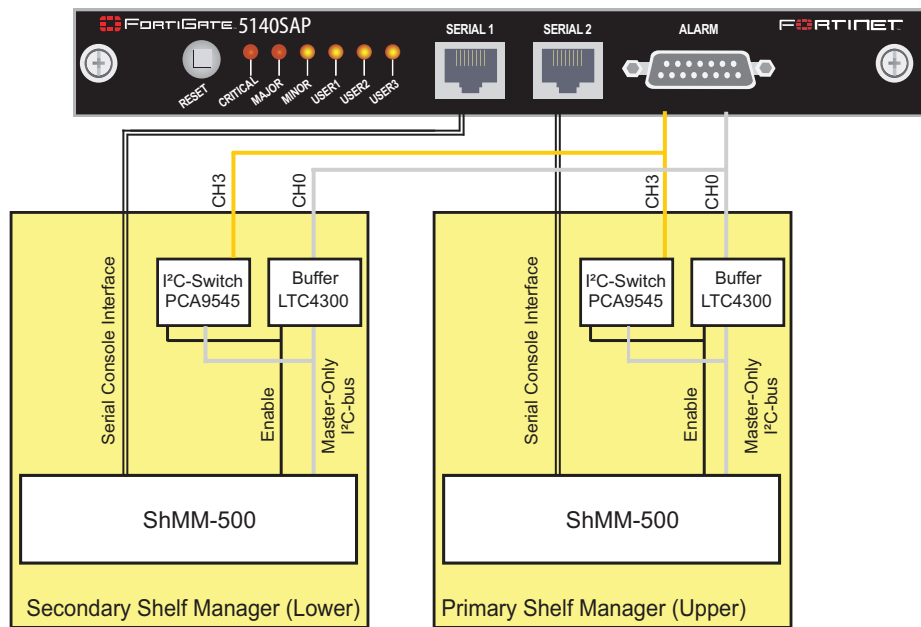 FORTIGATE 5140SAP
SERIAL 1
SERIAL 2
ALARM
FORTINET
RESET
CRITICAL
MAJOR
MINOR
USER1
USER2
USER3
CH3
CH0
CH3
CH0
I²C-Switch
PCA9545
Buffer
LTC4300
I²C-Switch
PCA9545
Buffer
LTC4300
Serial Console Interface
Enable
Master-Only
I²C-bus
Serial Console Interface
Enable
Master-Only
I²C-bus
ShMM-500
ShMM-500
Secondary Shelf Manager (Lower)
Primary Shelf Manager (Upper)